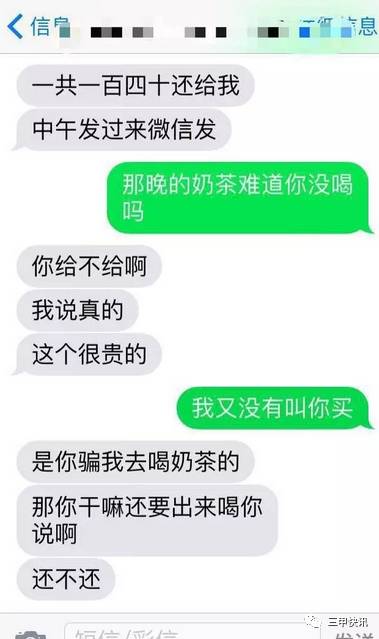 信息
信息
一共一百四十还给我
中午发过来微信发
那晚的奶茶难道你没喝
吗
你给不给啊
我说真的
这个很贵的
我又没有叫你买
是你骗我去喝奶茶的
那你干嘛还要出来喝你
说啊
还不还
短信/彩信
三甲快讯